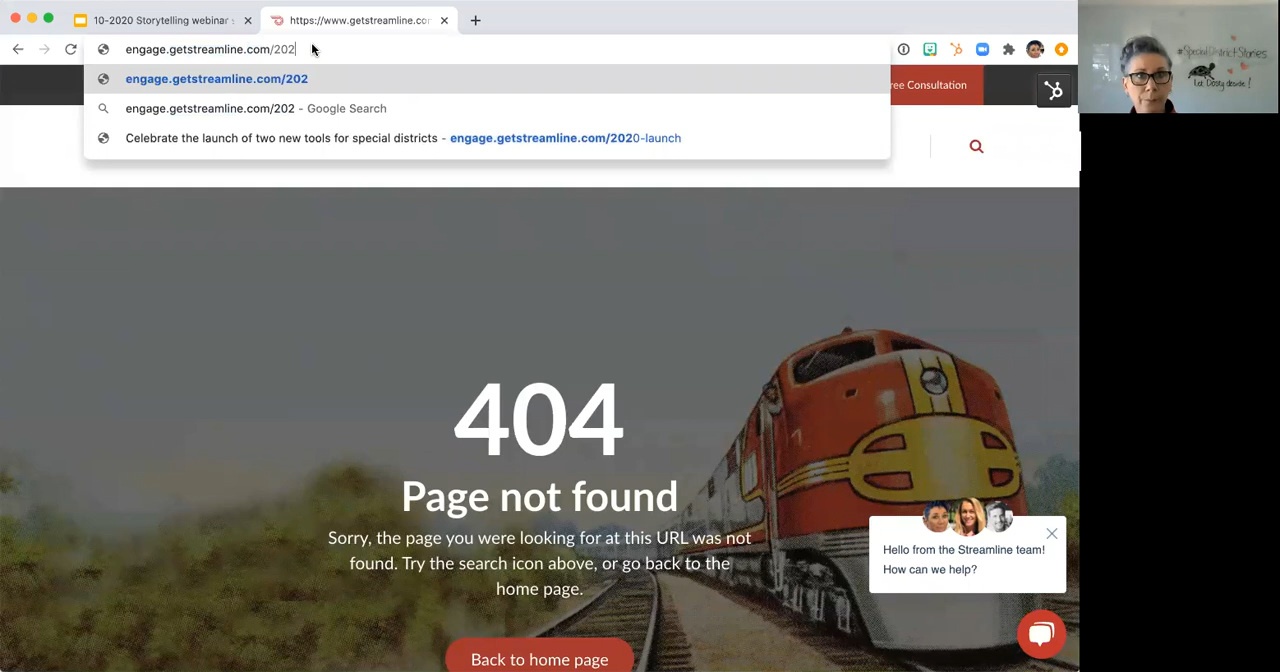 10-2020 Storytelling webinar
https://www.getstreamline.co
engage.getstreamline.com/202
engage.getstreamline.com/202
engage.getstreamline.com/202 - Google Search
Celebrate the launch of two new tools for special districts - engage.getstreamline.com/2020-launch
ree Consultation
#SpecialDistrictStories
Let Dotty decide!
404
Page not found
Sorry, the page you were looking for at this URL was not
found. Try the search icon above, or go back to the
home page.
Back to home page
Hello from the Streamline team!
How can we help?